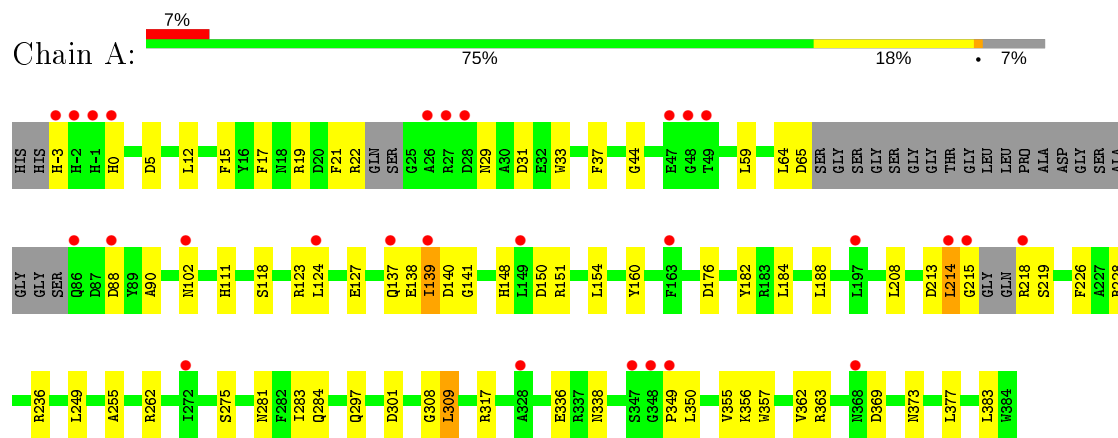 7%
Chain A:
75% 18% • 7%
HIS HIS H-3 H-2 H-1 H0 D5 L12 F15 Y16 F17 N18 R19 D20 F21 R22 GLN SER G25 A26 R27 D28 N29 A30 D31 E32 W33 F37 G44 E47 G48 T49 L59 L64 D65 SER GLY SER GLY SER GLY GLY THR GLY LEU LEU PRO ALA ASP GLY SER ALA
GLY GLY SER Q86 D87 D88 Y89 A90 N102 H111 S118 R123 L124 E127 Q137 E138 I139 D140 G141 H148 L149 D150 R151 L154 Y160 F163 D176 Y182 R183 L184 L188 L197 L208 D213 L214 G215 GLY GLN R218 S219 F226 A227
R236 L249 A255 R262 I272 S275 N281 F282 I283 Q284 Q297 D301 G308 L309 R317 A328 E336 R337 N338 S347 G348 P349 L350 V355 K356 W357 V362 R363 N368 D369 N373 L377 L383 W384